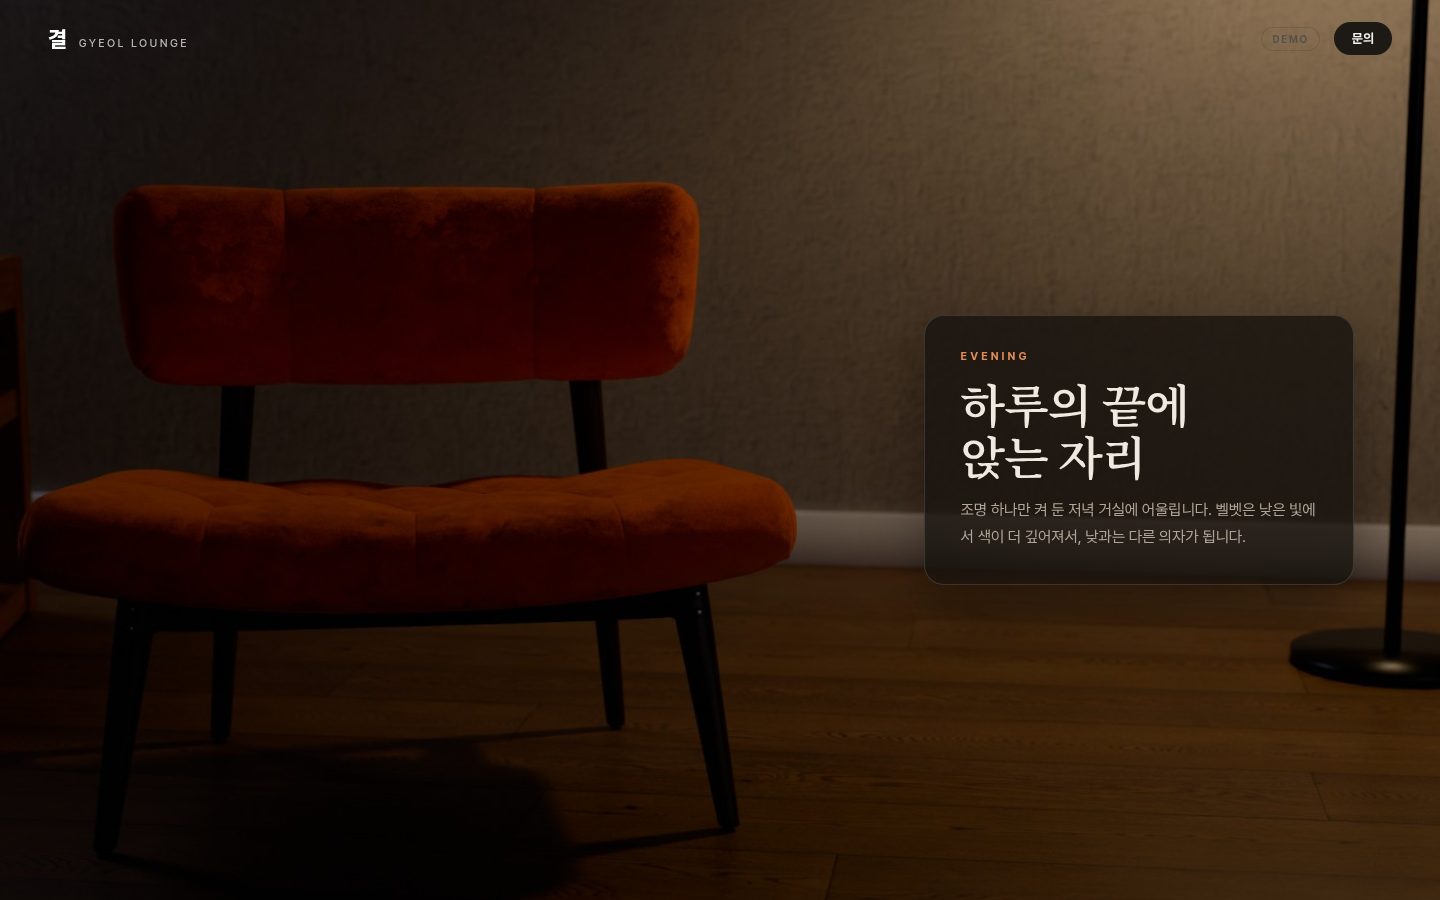 결 GYEOL LOUNGE
DEMO
문의
EVENING
하루의 끝에
앉는 자리
조명 하나만 켜 둔 저녁 거실에 어울립니다. 벨벳은 낮은 빛에
서 색이 더 깊어져서, 낮과는 다른 의자가 됩니다.